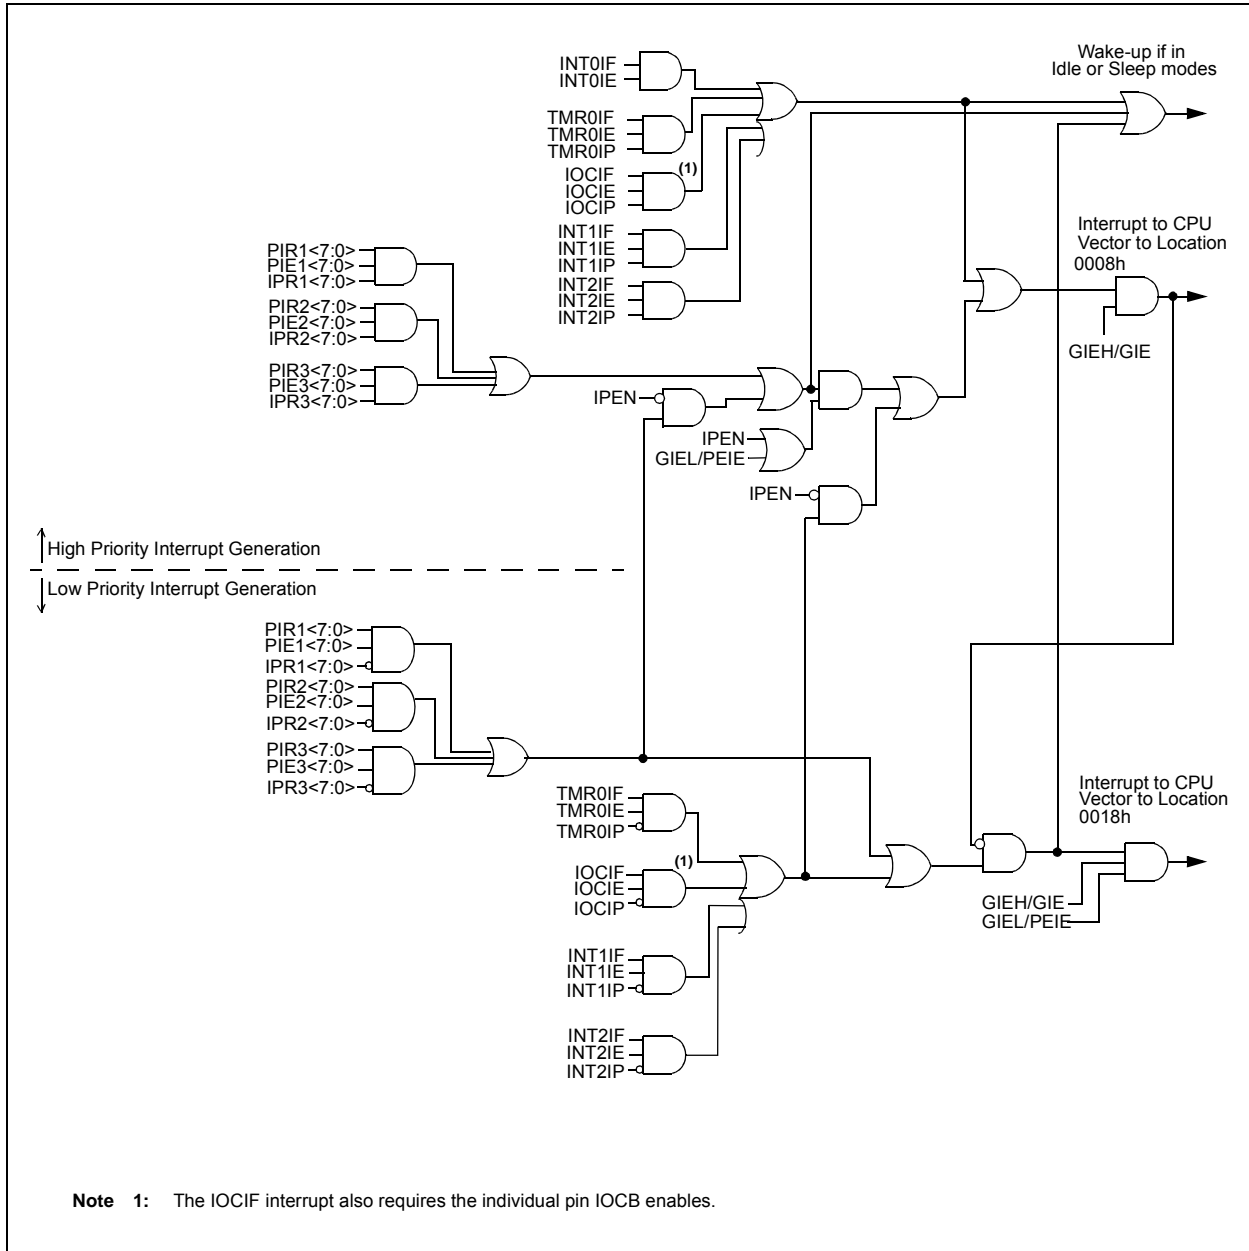 Wake-up if in
Idle or Sleep modes
INT0IF
INT0IE
TMR0IF
TMR0IE
TMR0IP
(1)
IOCIF
IOCIE
IOCIP
INT1IF
INT1IE
INT1IP
INT2IF
INT2IE
INT2IP
Interrupt to CPU
Vector to Location
0008h
GIEH/GIE
PIR1<7:0>
PIE1<7:0>
IPR1<7:0>
PIR2<7:0>
PIE2<7:0>
IPR2<7:0>
PIR3<7:0>
PIE3<7:0>
IPR3<7:0>
IPEN
IPEN
GIEL/PEIE
IPEN
High Priority Interrupt Generation
Low Priority Interrupt Generation
PIR1<7:0>
PIE1<7:0>
IPR1<7:0>
PIR2<7:0>
PIE2<7:0>
IPR2<7:0>
PIR3<7:0>
PIE3<7:0>
IPR3<7:0>
TMR0IF
TMR0IE
TMR0IP
(1)
IOCIF
IOCIE
IOCIP
INT1IF
INT1IE
INT1IP
INT2IF
INT2IE
INT2IP
Interrupt to CPU
Vector to Location
0018h
GIEH/GIE
GIEL/PEIE
Note 1: The IOCIF interrupt also requires the individual pin IOCB enables.